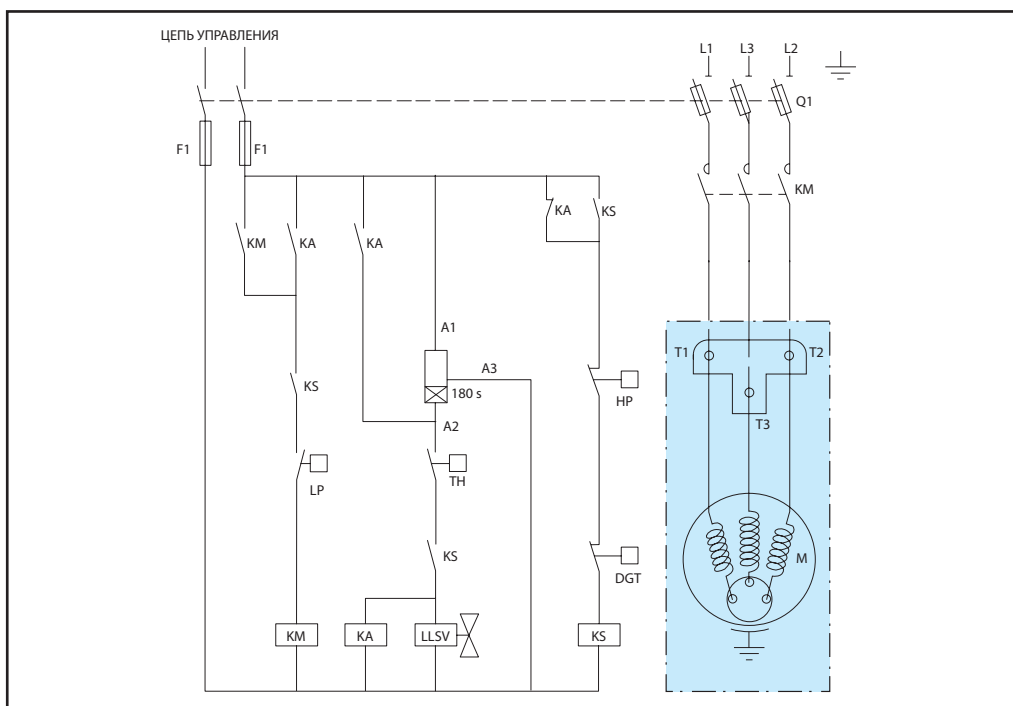 ЦЕПЬ УПРАВЛЕНИЯ
L1 L3 L2
Q1
F1 F1
KM
KA KS
KM KA KA
A1
T1 T2
A3
KS 180 s HP
A2 T3
TH
LP
KS M
DGT
KM KA LLSV KS